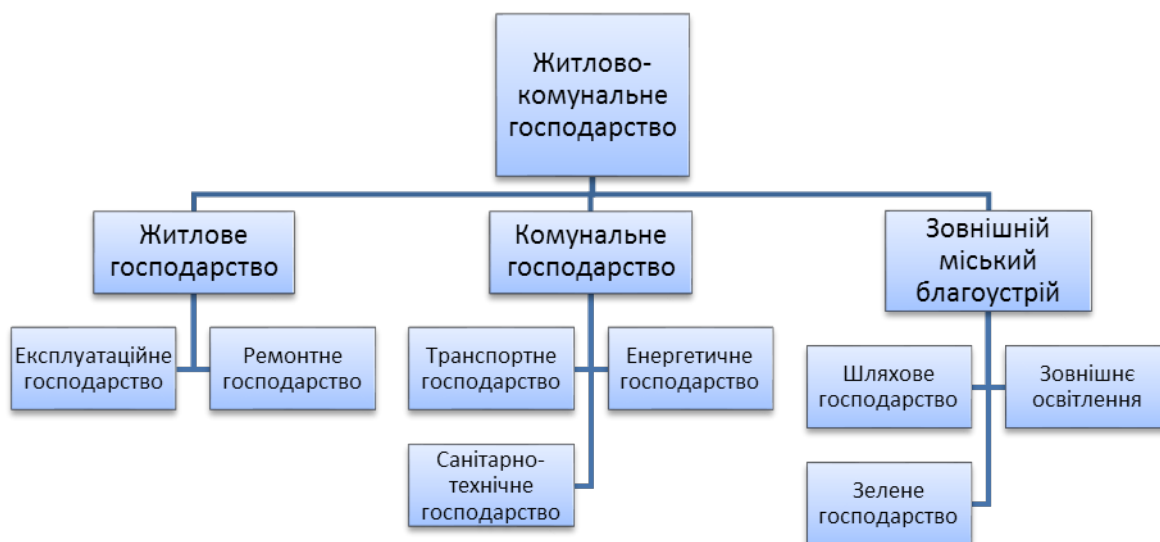 Житлово-
комунальне
господарство
Житлове
господарство
Комунальне
господарство
Зовнішній
міський
благоустрій
Експлуатаційне
господарство
Ремонтне
господарство
Транспортне
господарство
Енергетичне
господарство
Санітарно-
технічне
господарство
Шляхове
господарство
Зовнішнє
освітлення
Зелене
господарство